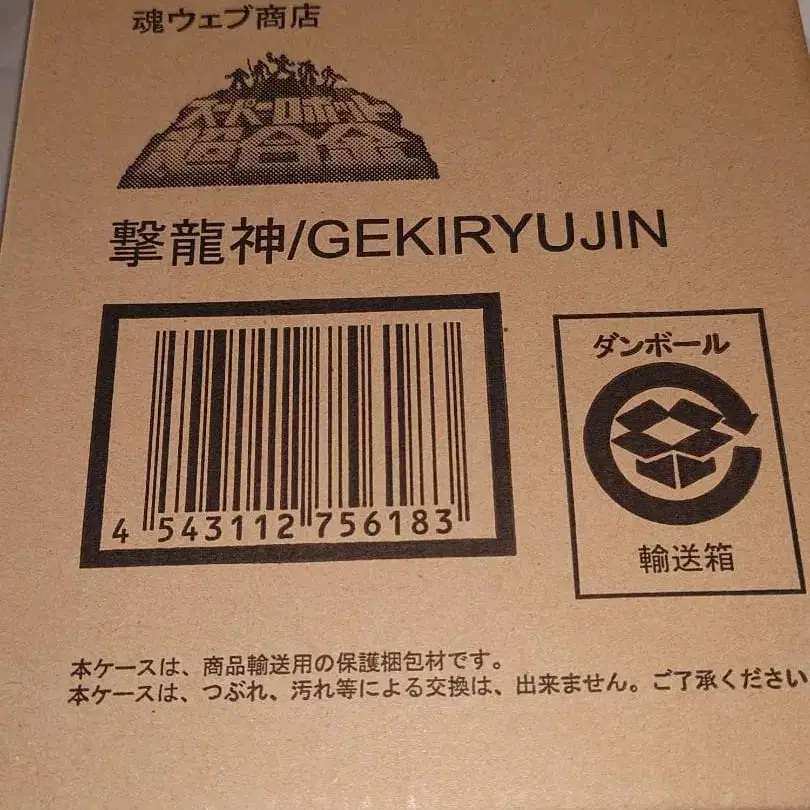 魂ウェブ商店
スーパーロボット
超合金
撃龍神/GEKIRYUJIN
4 543112 756183
ダンボール
輸送箱
本ケースは、商品輸送用の保護梱包材です。
本ケースは、つぶれ、汚れ等による交換は、出来ません。ご了承ください